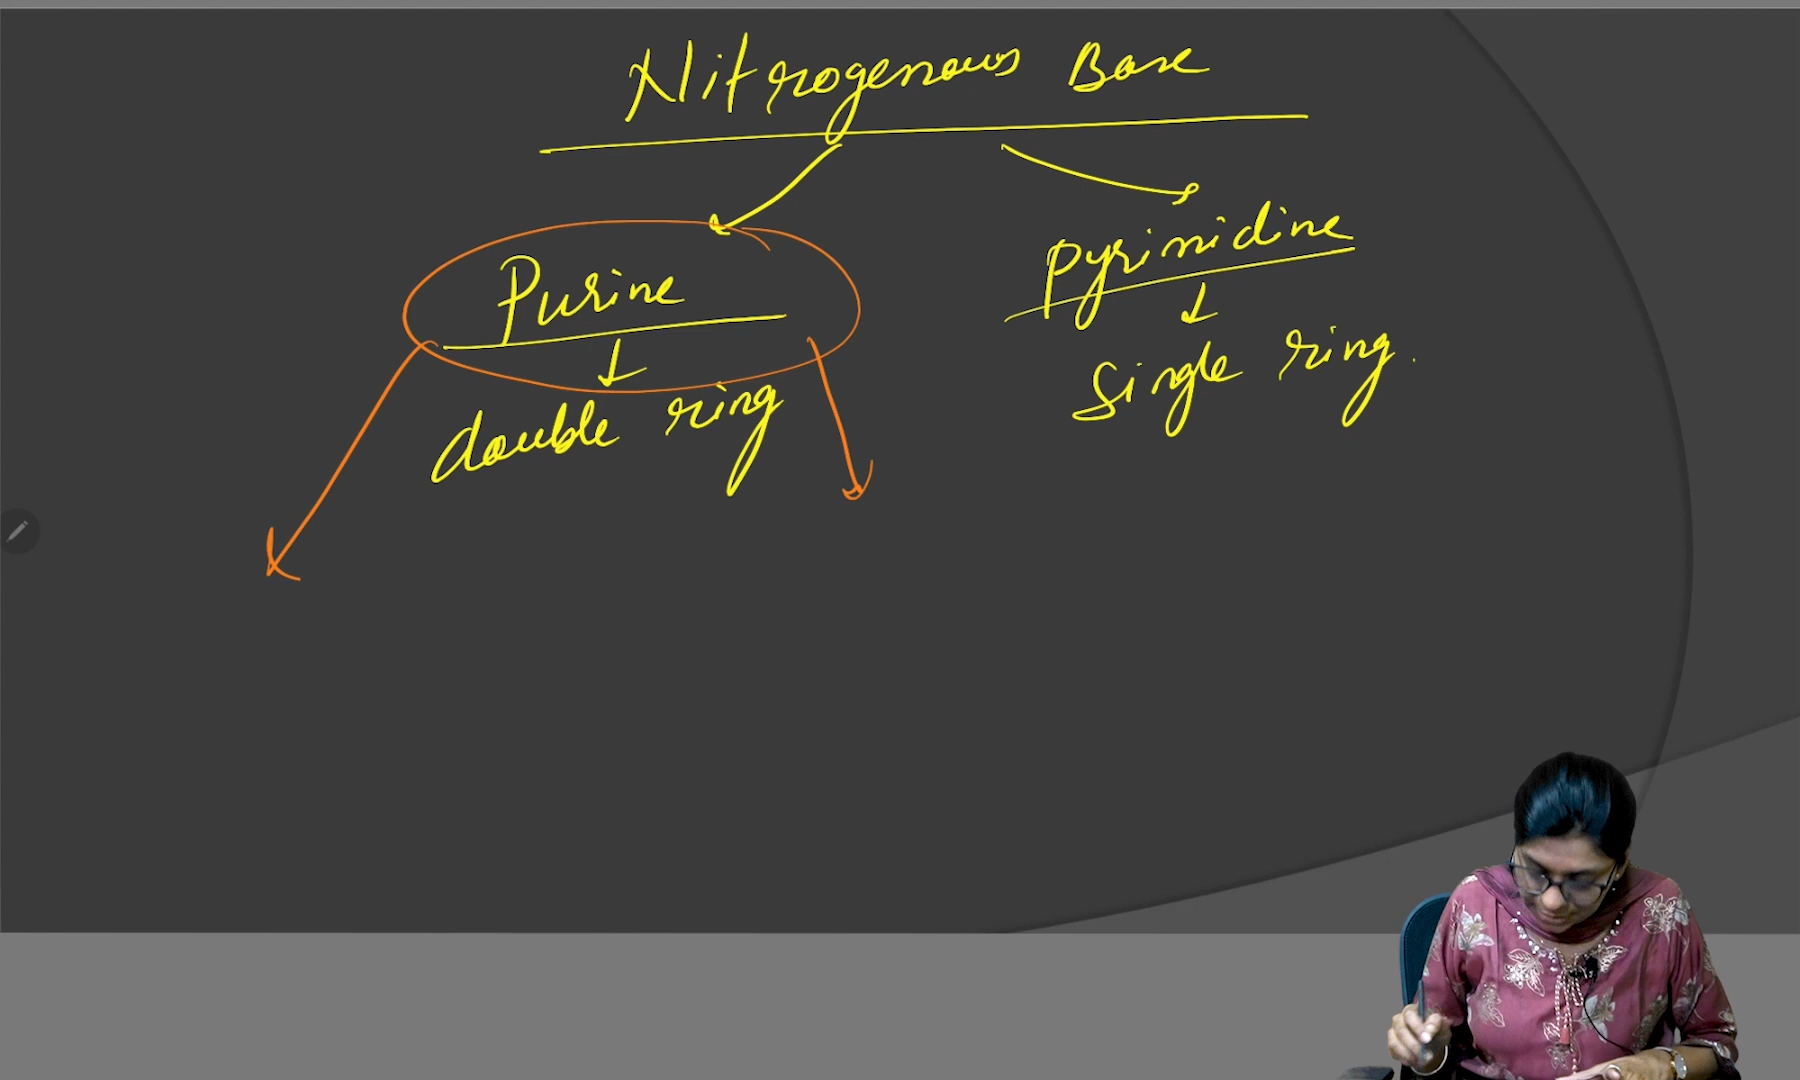 Nitrogenous Base
Purine
pyrimidine
double ring
Single ring.